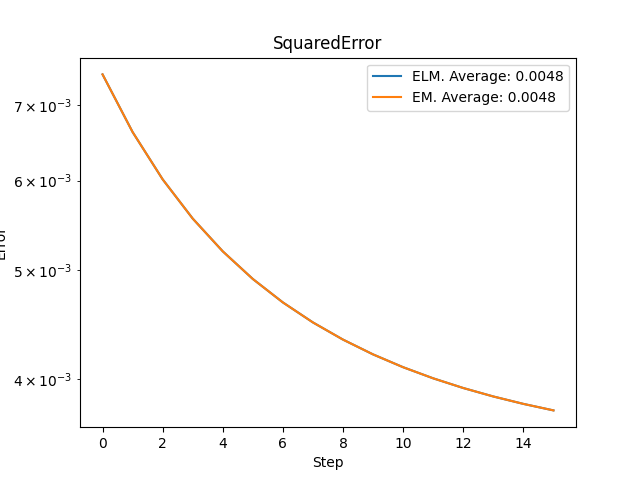 SquaredError
ELM. Average: 0.0048
EM. Average: 0.0048
7 × 10⁻³
6 × 10⁻³
5 × 10⁻³
4 × 10⁻³
Error
0 2 4 6 8 10 12 14
Step